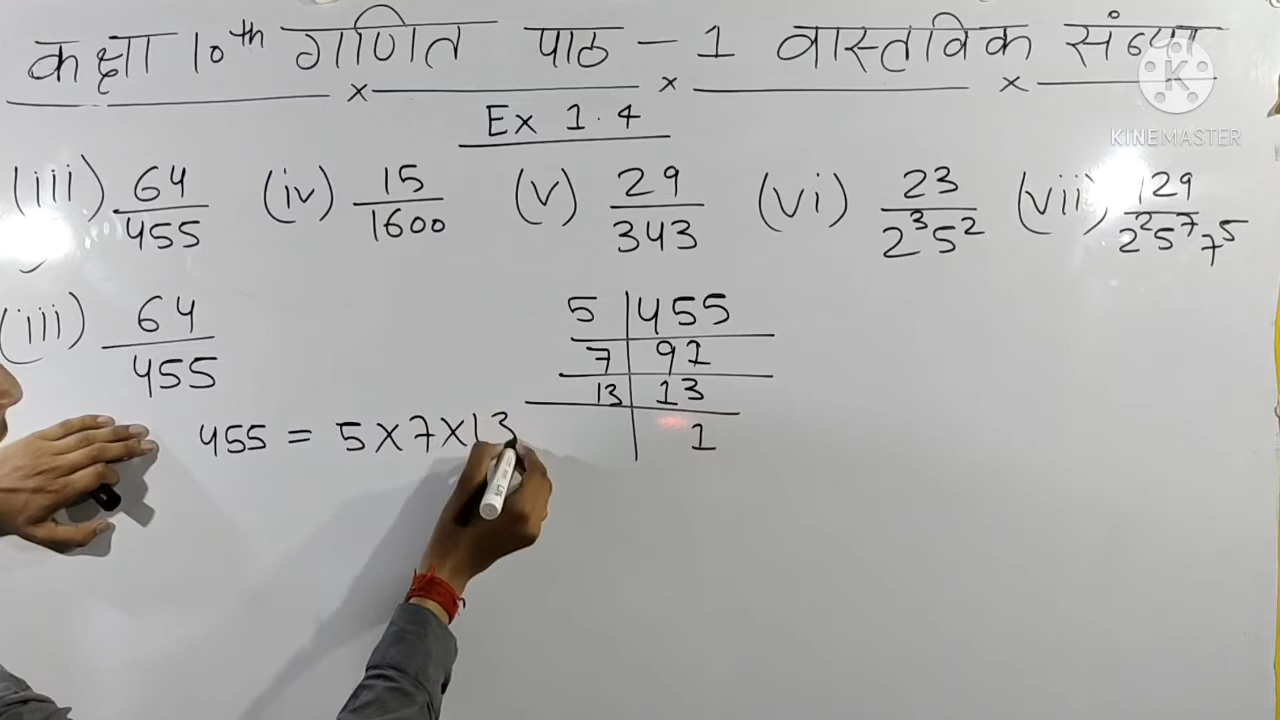 कक्षा 10th गणित पाठ - 1 वास्तविक संख्या
K
KINEMASTER
Ex 1.4
(iii) 64/455 (iv) 15/1600 (v) 29/343 (vi) 23/2³5² (vii) 129/2²5⁷7⁵
(iii) 64/455
5 | 455
7 | 91
13 | 13
1
455 = 5×7×13